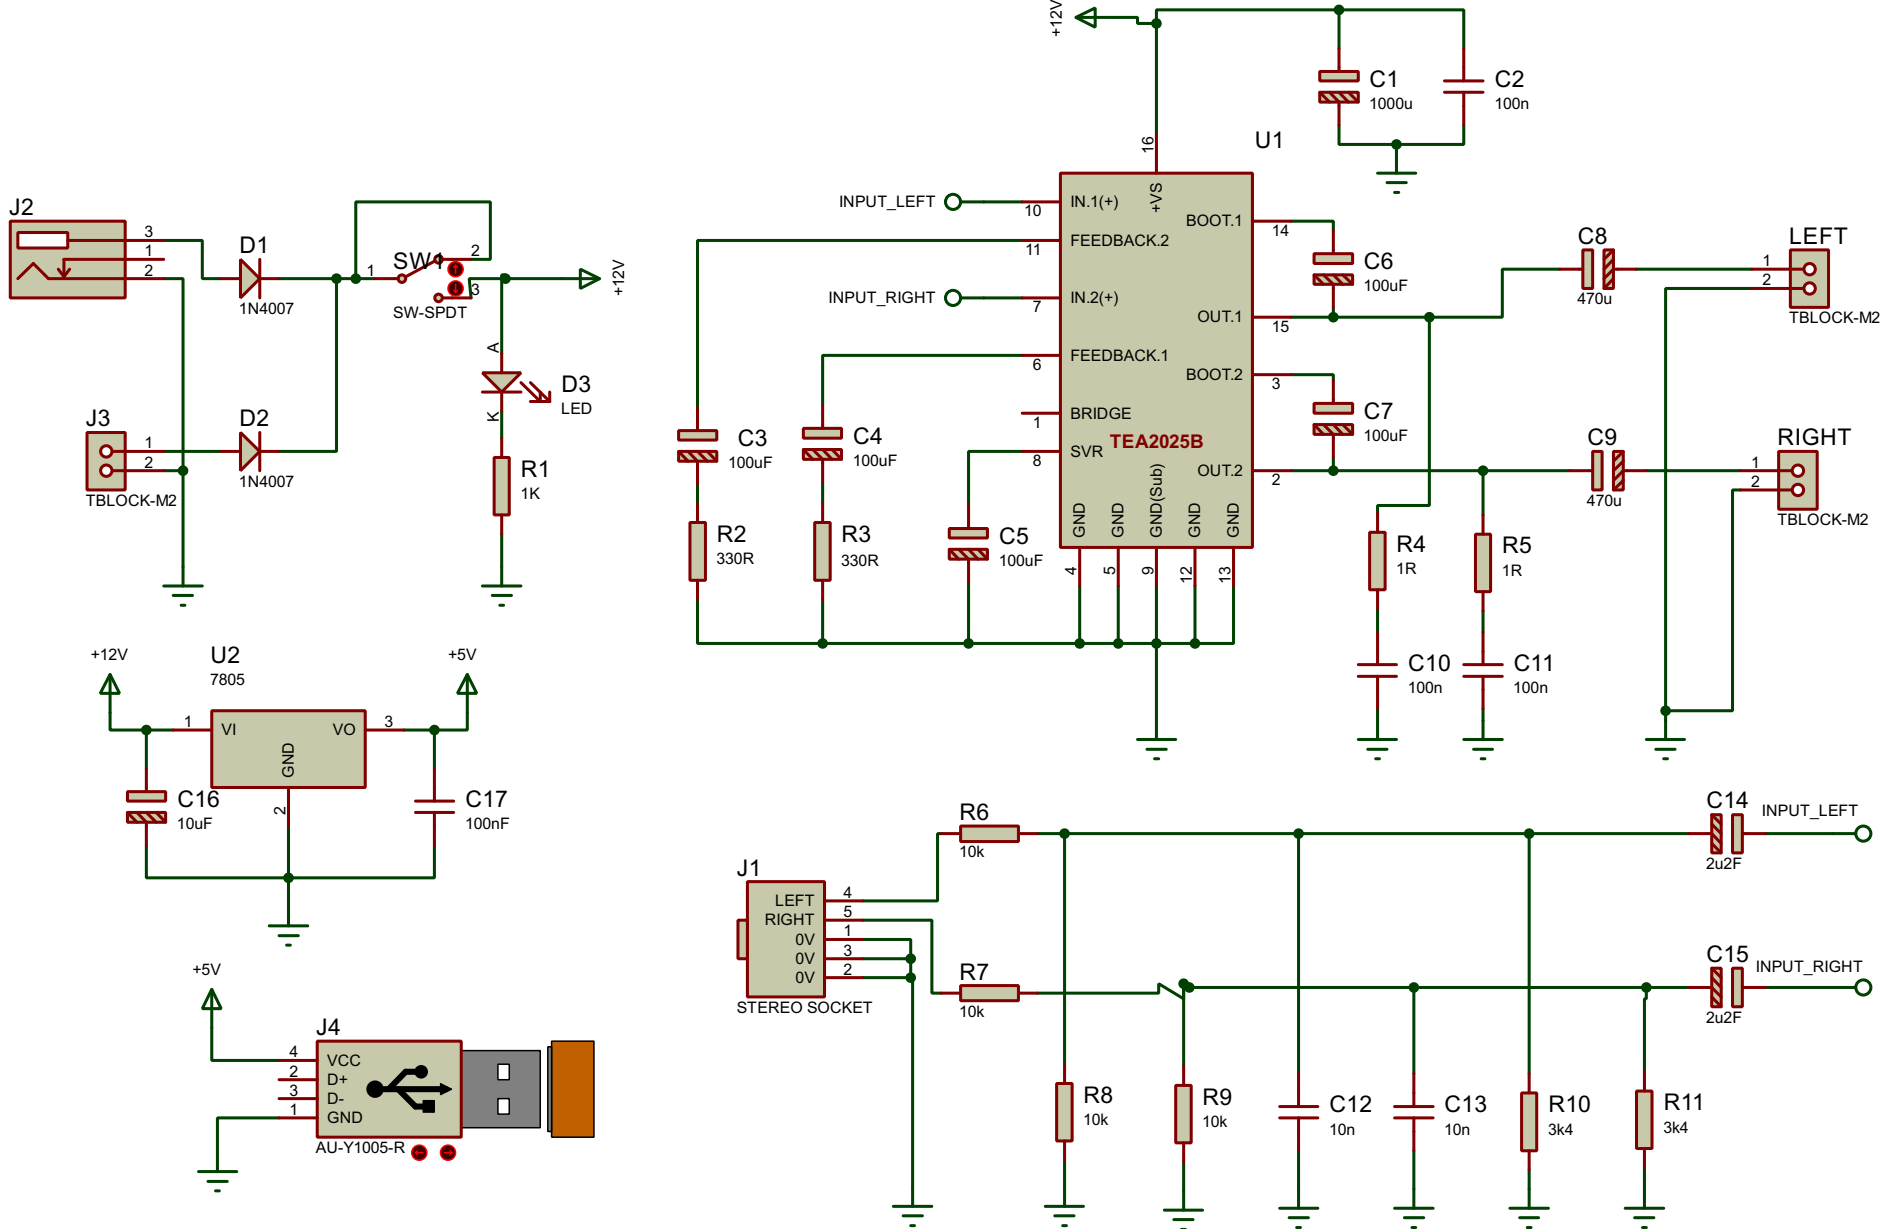 +12V
C1
1000u
C2
100n
U1
16
+VS
INPUT_LEFT
10
IN.1(+)
11
FEEDBACK.2
INPUT_RIGHT
7
IN.2(+)
6
FEEDBACK.1
1
BRIDGE
TEA2025B
8
SVR
BOOT.1
14
OUT.1
15
BOOT.2
3
OUT.2
2
GND
GND
GND(Sub)
GND
GND
4
5
9
12
13
C6
100uF
C7
100uF
C8
470u
LEFT
1
2
TBLOCK-M2
C9
470u
RIGHT
1
2
TBLOCK-M2
C3
100uF
C4
100uF
R2
330R
R3
330R
C5
100uF
R4
1R
R5
1R
C10
100n
C11
100n
J2
3
1
2
D1
1N4007
SW1
1
2
3
SW-SPDT
+12V
J3
1
2
TBLOCK-M2
D2
1N4007
A
K
D3
LED
R1
1K
+12V
U2
7805
+5V
1
VI
VO
3
GND
2
C16
10uF
C17
100nF
+5V
J4
4
VCC
2
D+
3
D-
1
GND
AU-Y1005-R
J1
LEFT
4
RIGHT
5
0V
1
0V
3
0V
2
STEREO SOCKET
R6
10k
R7
10k
R8
10k
R9
10k
C12
10n
C13
10n
R10
3k4
R11
3k4
C14
2u2F
INPUT_LEFT
C15
2u2F
INPUT_RIGHT